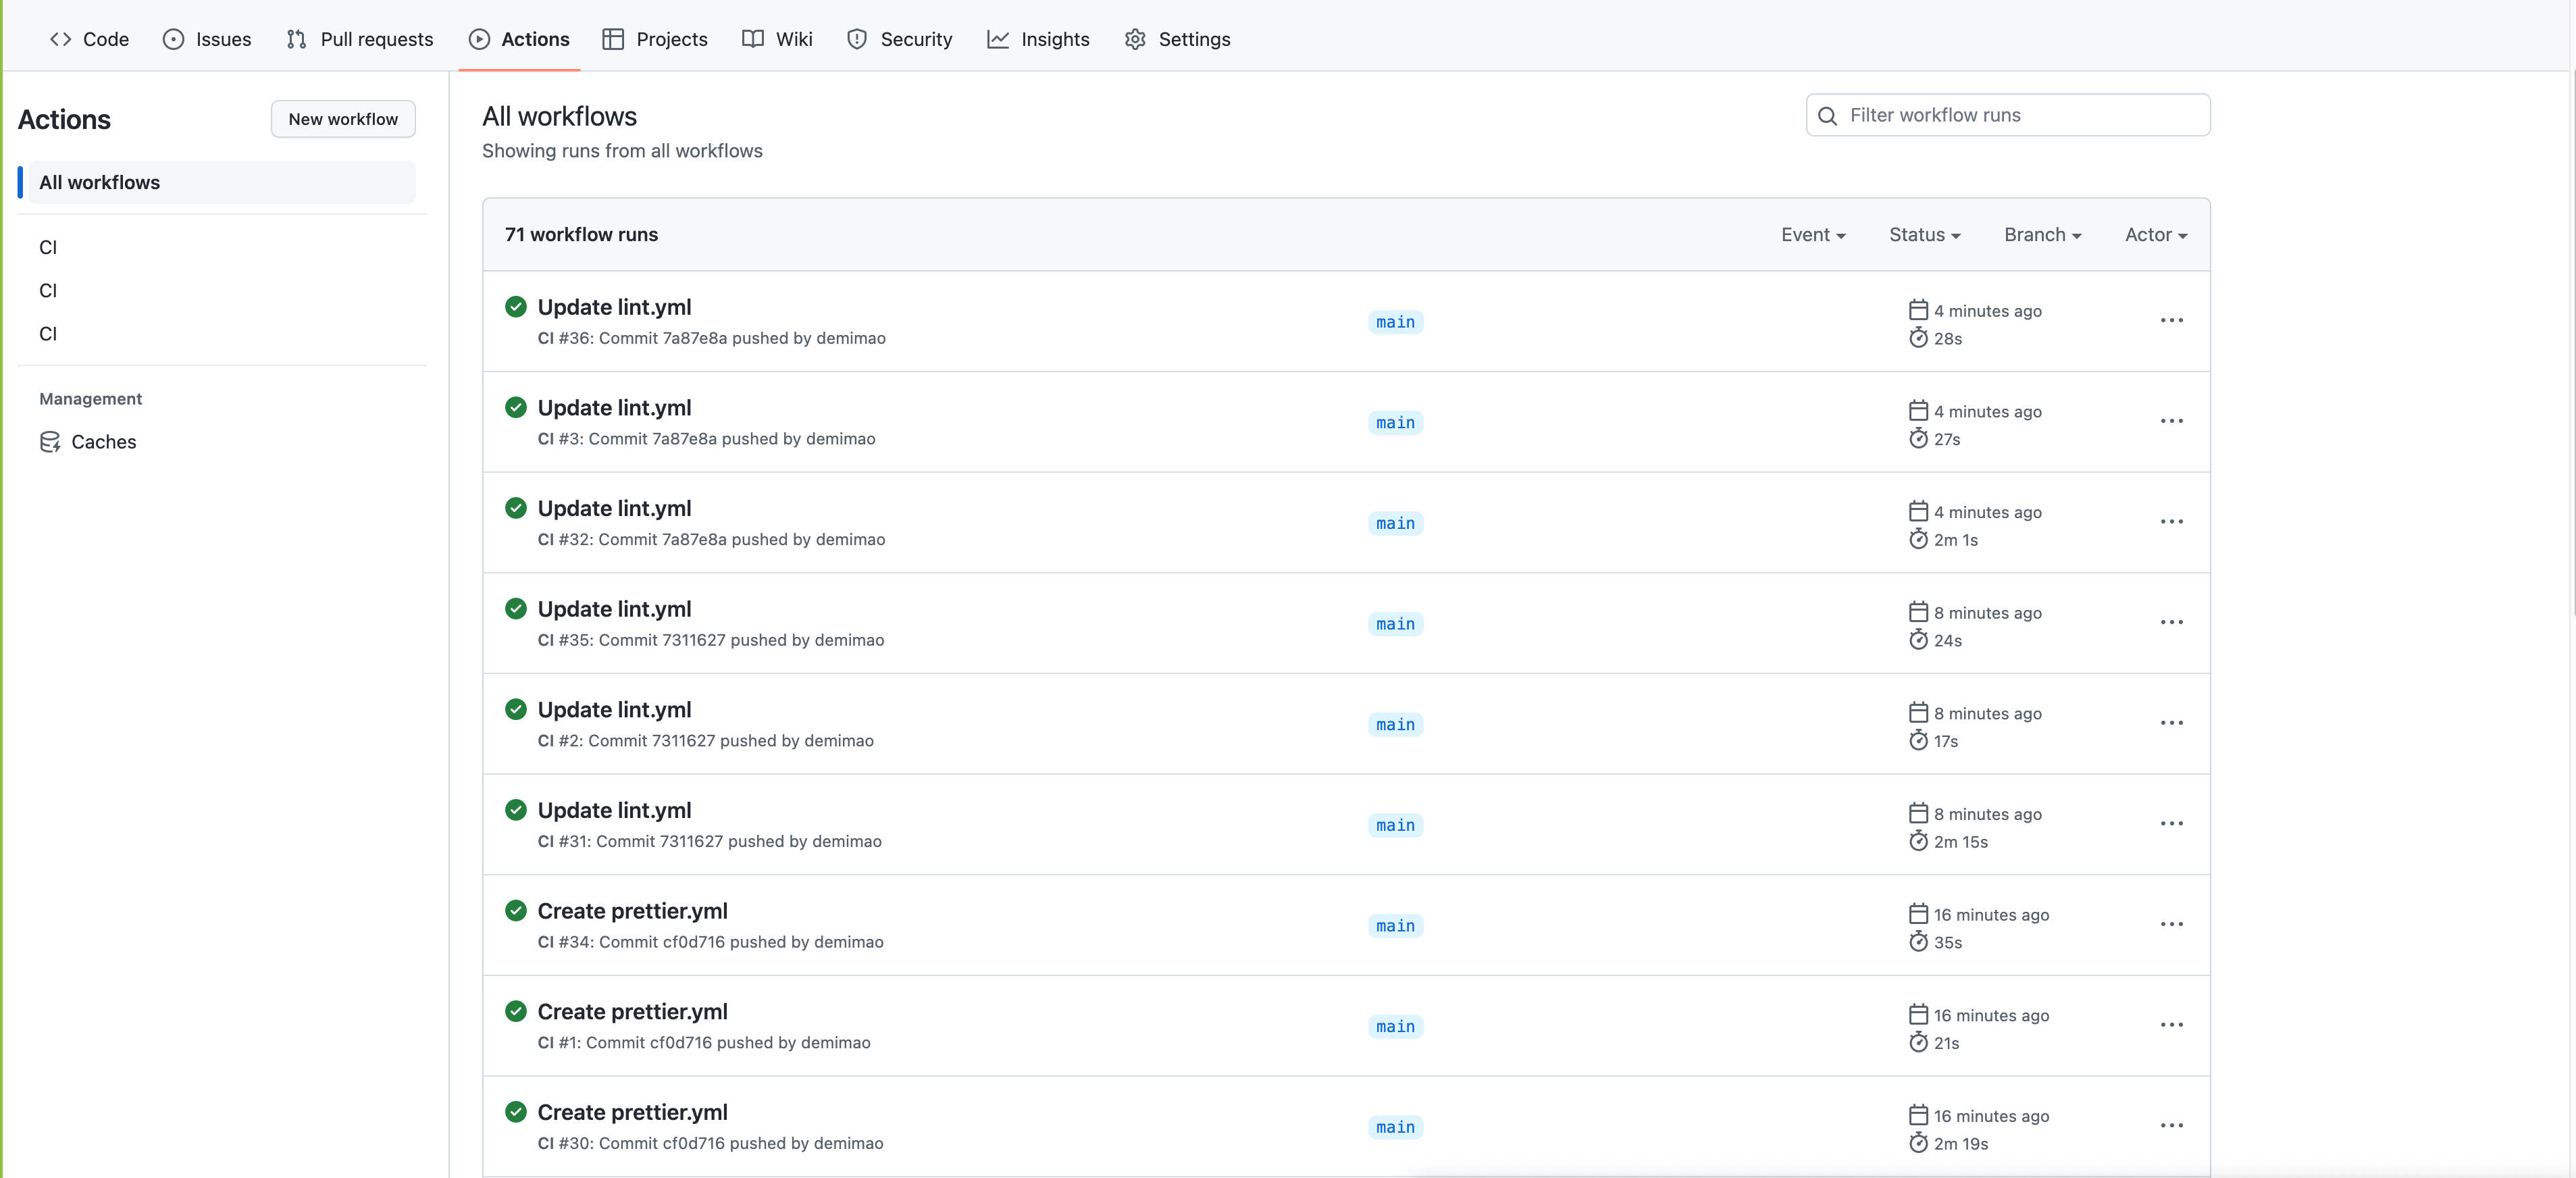 Code Issues Pull requests Actions Projects Wiki Security Insights Settings
Actions
New workflow
All workflows
CI
CI
CI
Management
Caches
All workflows
Showing runs from all workflows
Filter workflow runs
71 workflow runs
Event Status Branch Actor
Update lint.yml
CI #36: Commit 7a87e8a pushed by demimao
main
4 minutes ago
28s
Update lint.yml
CI #3: Commit 7a87e8a pushed by demimao
main
4 minutes ago
27s
Update lint.yml
CI #32: Commit 7a87e8a pushed by demimao
main
4 minutes ago
2m 1s
Update lint.yml
CI #35: Commit 7311627 pushed by demimao
main
8 minutes ago
24s
Update lint.yml
CI #2: Commit 7311627 pushed by demimao
main
8 minutes ago
17s
Update lint.yml
CI #31: Commit 7311627 pushed by demimao
main
8 minutes ago
2m 15s
Create prettier.yml
CI #34: Commit cf0d716 pushed by demimao
main
16 minutes ago
35s
Create prettier.yml
CI #1: Commit cf0d716 pushed by demimao
main
16 minutes ago
21s
Create prettier.yml
CI #30: Commit cf0d716 pushed by demimao
main
16 minutes ago
2m 19s